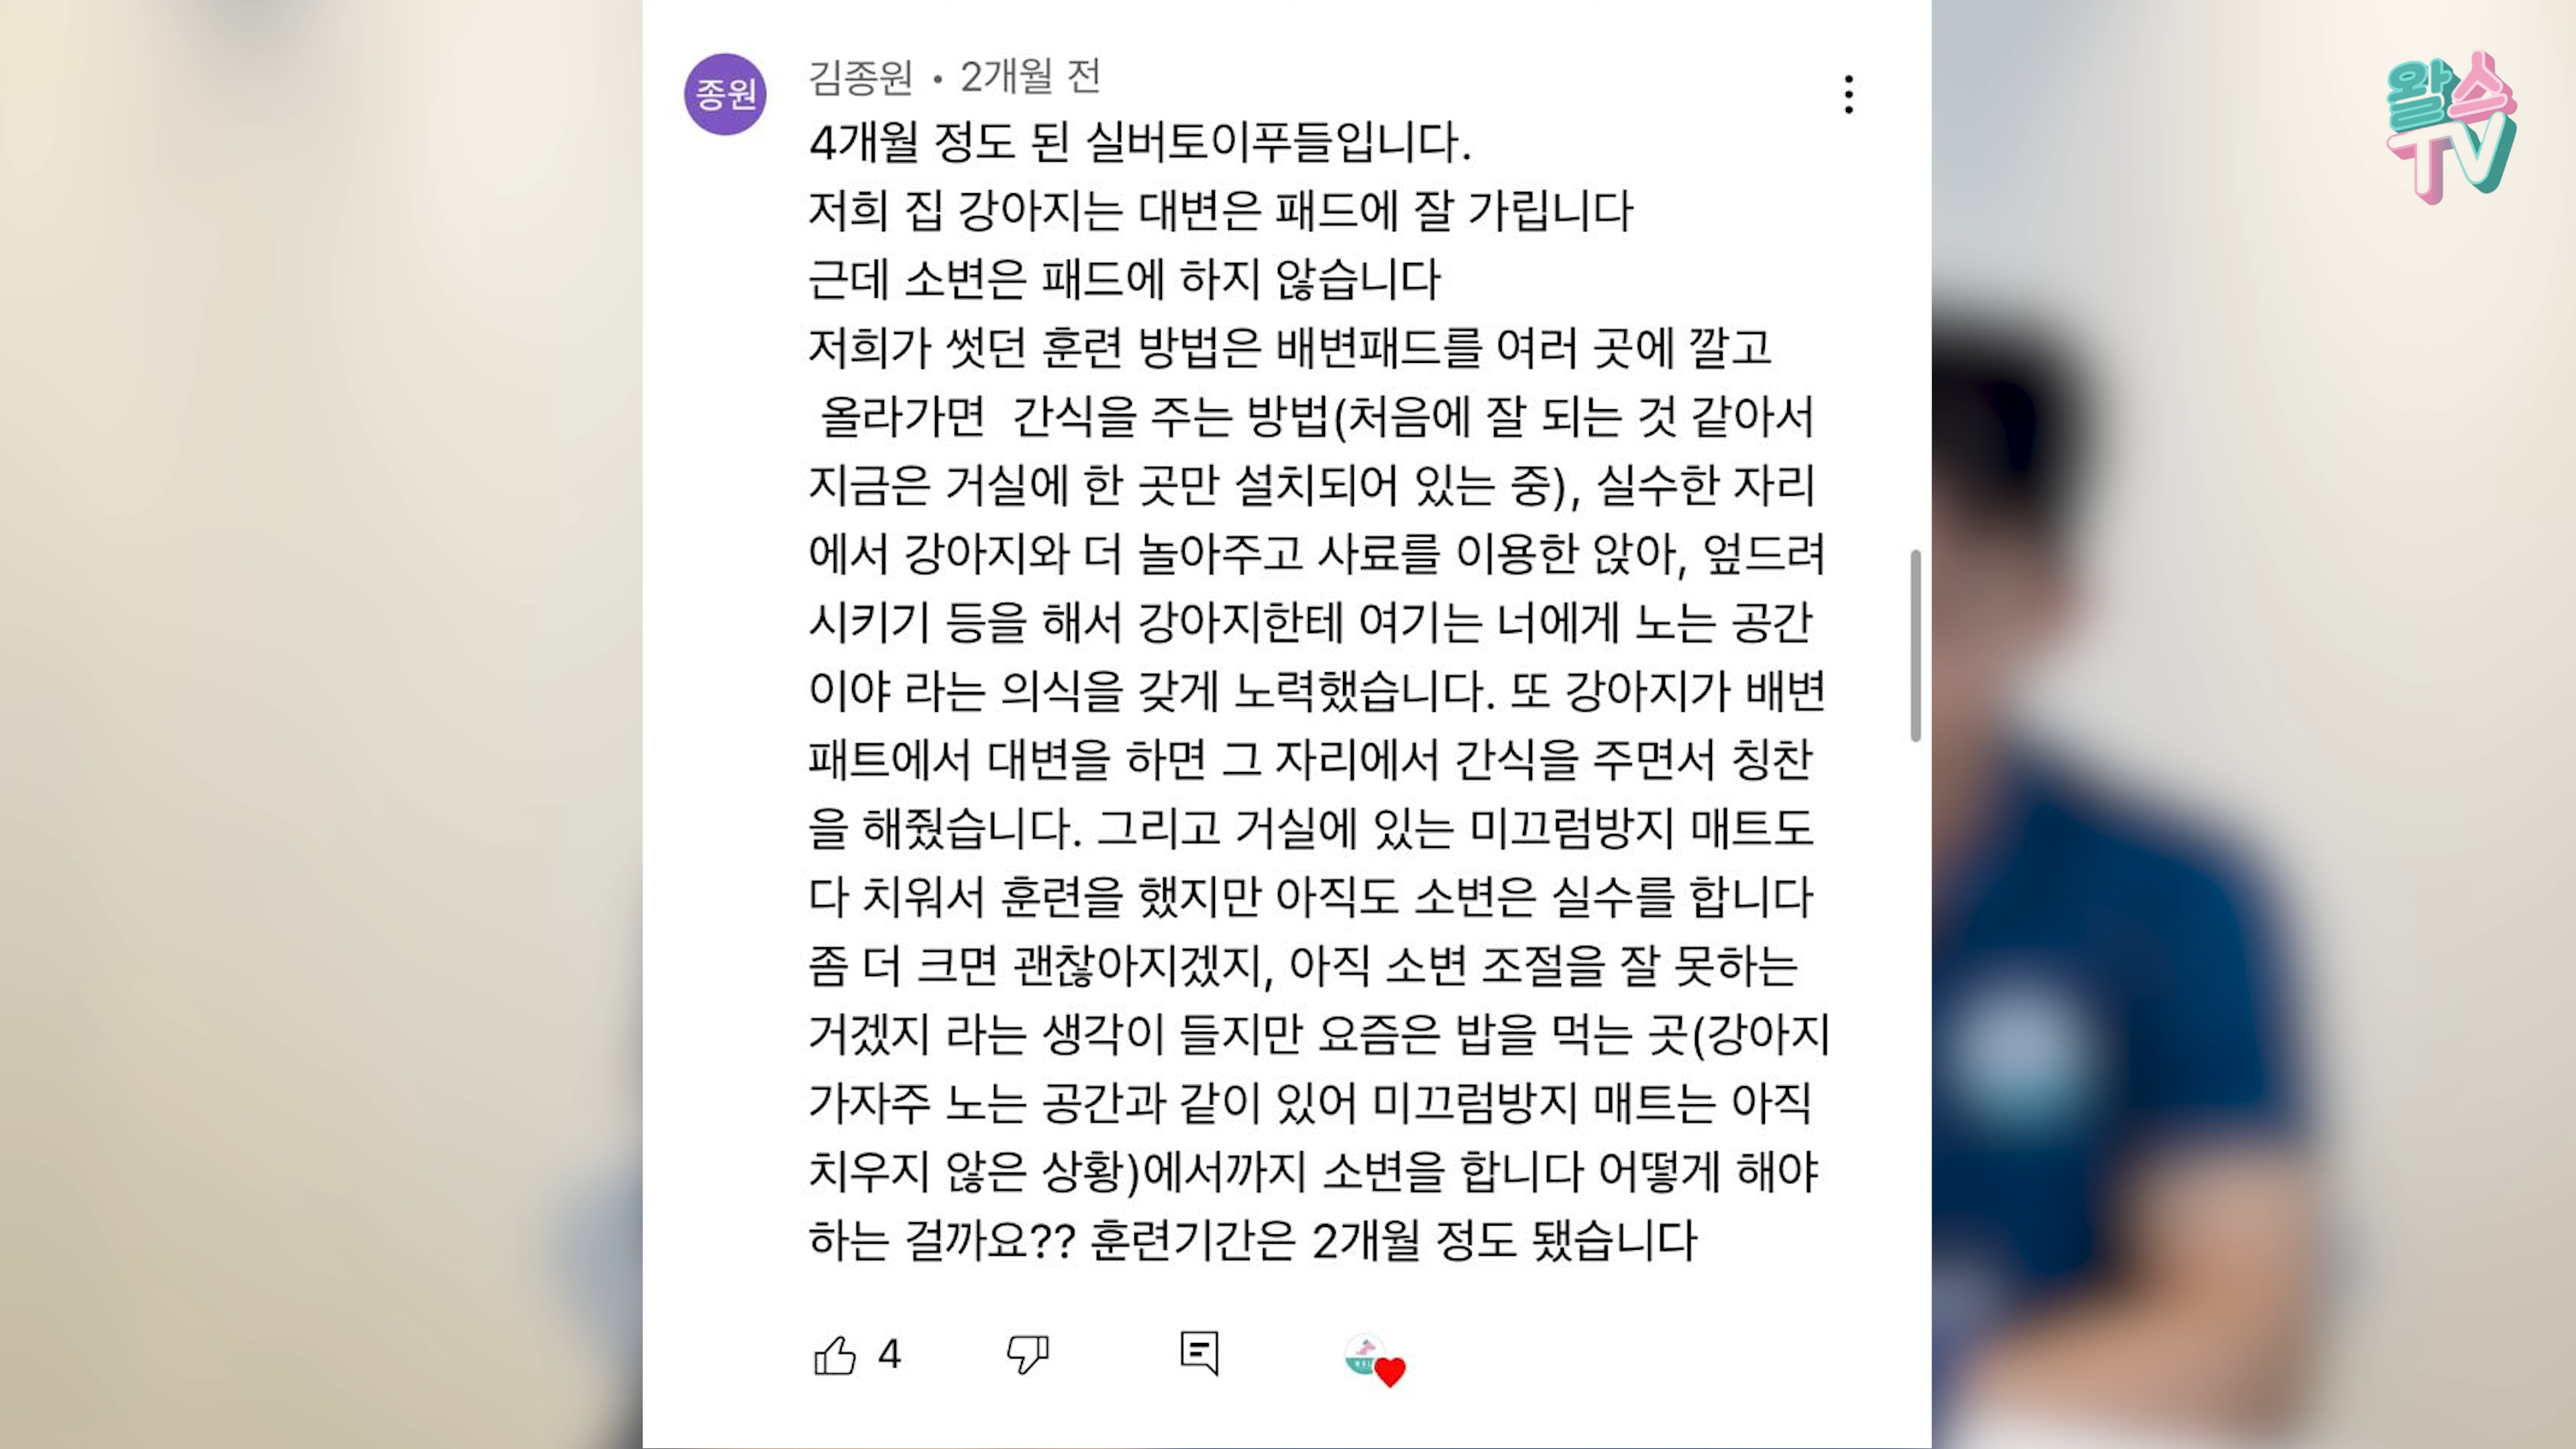 왈스
TV
종원
김종원 • 2개월 전
4개월 정도 된 실버토이푸들입니다.
저희 집 강아지는 대변은 패드에 잘 가립니다
근데 소변은 패드에 하지 않습니다
저희가 썻던 훈련 방법은 배변패드를 여러 곳에 깔고
올라가면  간식을 주는 방법(처음에 잘 되는 것 같아서
지금은 거실에 한 곳만 설치되어 있는 중), 실수한 자리
에서 강아지와 더 놀아주고 사료를 이용한 앉아, 엎드려
시키기 등을 해서 강아지한테 여기는 너에게 노는 공간
이야 라는 의식을 갖게 노력했습니다. 또 강아지가 배변
패트에서 대변을 하면 그 자리에서 간식을 주면서 칭찬
을 해줬습니다. 그리고 거실에 있는 미끄럼방지 매트도
다 치워서 훈련을 했지만 아직도 소변은 실수를 합니다
좀 더 크면 괜찮아지겠지, 아직 소변 조절을 잘 못하는
거겠지 라는 생각이 들지만 요즘은 밥을 먹는 곳(강아지
가자주 노는 공간과 같이 있어 미끄럼방지 매트는 아직
치우지 않은 상황)에서까지 소변을 합니다 어떻게 해야
하는 걸까요?? 훈련기간은 2개월 정도 됐습니다
4